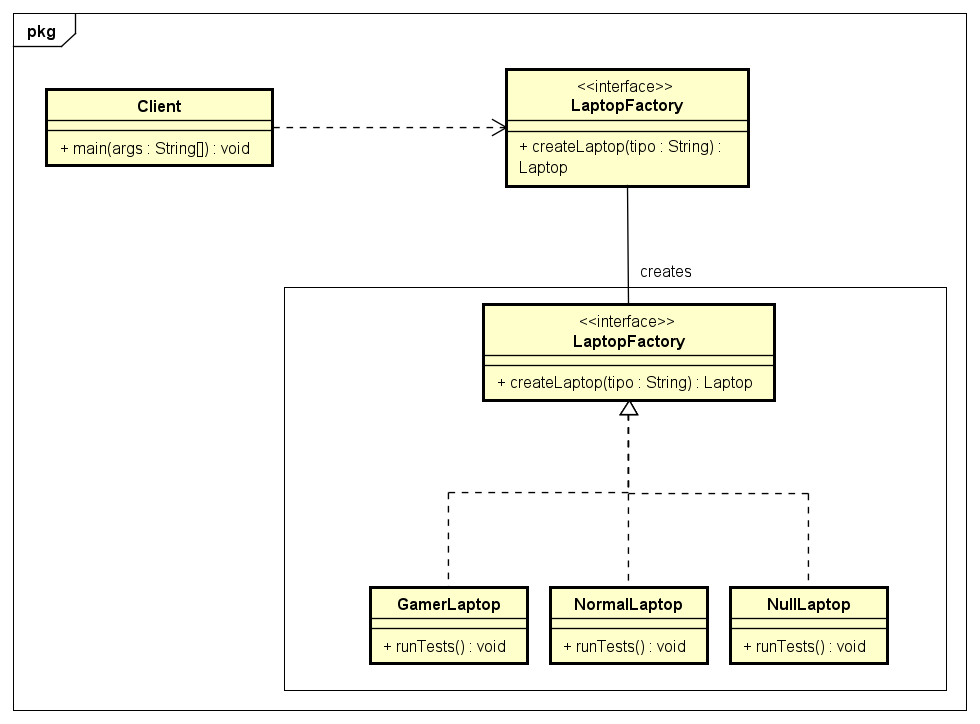 pkg
Client
+ main(args : String[]) : void
<<interface>>
LaptopFactory
+ createLaptop(tipo : String) :
Laptop
creates
<<interface>>
LaptopFactory
+ createLaptop(tipo : String) : Laptop
GamerLaptop
+ runTests() : void
NormalLaptop
+ runTests() : void
NullLaptop
+ runTests() : void